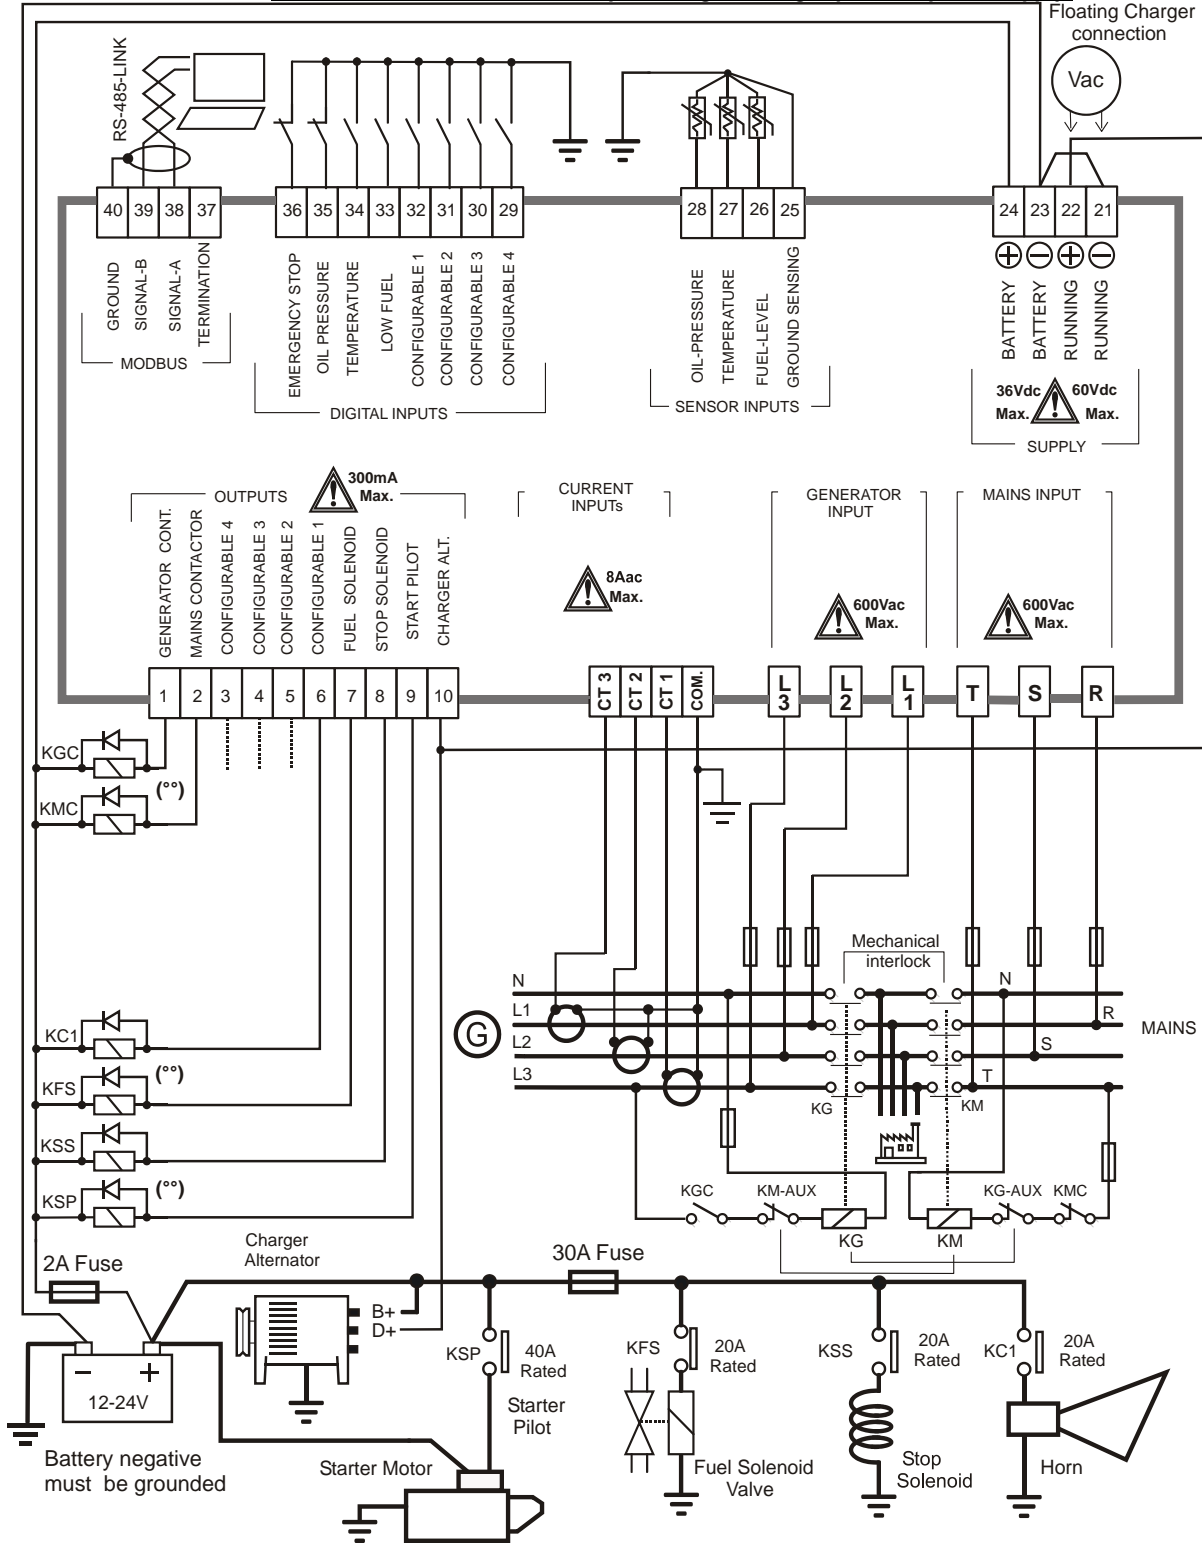 Floating Charger
connection
Vac
RS-485-LINK
40 39 38 37
36 35 34 33 32 31 30 29
28 27 26 25
24 23 22 21
GROUND
SIGNAL-B
SIGNAL-A
TERMINATION
MODBUS
EMERGENCY STOP
OIL PRESSURE
TEMPERATURE
LOW FUEL
CONFIGURABLE 1
CONFIGURABLE 2
CONFIGURABLE 3
CONFIGURABLE 4
DIGITAL INPUTS
OIL-PRESSURE
TEMPERATURE
FUEL-LEVEL
GROUND SENSING
SENSOR INPUTS
+ − + −
BATTERY
BATTERY
RUNNING
RUNNING
36Vdc
Max.
!
60Vdc
Max.
SUPPLY
OUTPUTS
!
300mA
Max.
GENERATOR CONT.
MAINS CONTACTOR
CONFIGURABLE 4
CONFIGURABLE 3
CONFIGURABLE 2
CONFIGURABLE 1
FUEL SOLENOID
STOP SOLENOID
START PILOT
CHARGER ALT.
CURRENT
INPUTs
!
8Aac
Max.
GENERATOR
INPUT
!
600Vac
Max.
MAINS INPUT
!
600Vac
Max.
1 2 3 4 5 6 7 8 9 10
CT 3
CT 2
CT 1
COM.
L3
L2
L1
T
S
R
KGC
(°°)
KMC
KC1
(°°)
KFS
KSS
(°°)
KSP
Mechanical
interlock
N
L1
L2
L3
G
N
R
S
T
MAINS
KG
KM
KGC
KM-AUX
KG-AUX
KMC
KG
KM
2A Fuse
Charger
Alternator
30A Fuse
B+
D+
− +
12-24V
Battery negative
must be grounded
KSP
40A
Rated
Starter
Pilot
Starter Motor
KFS
20A
Rated
Fuel Solenoid
Valve
KSS
20A
Rated
Stop
Solenoid
KC1
20A
Rated
Horn